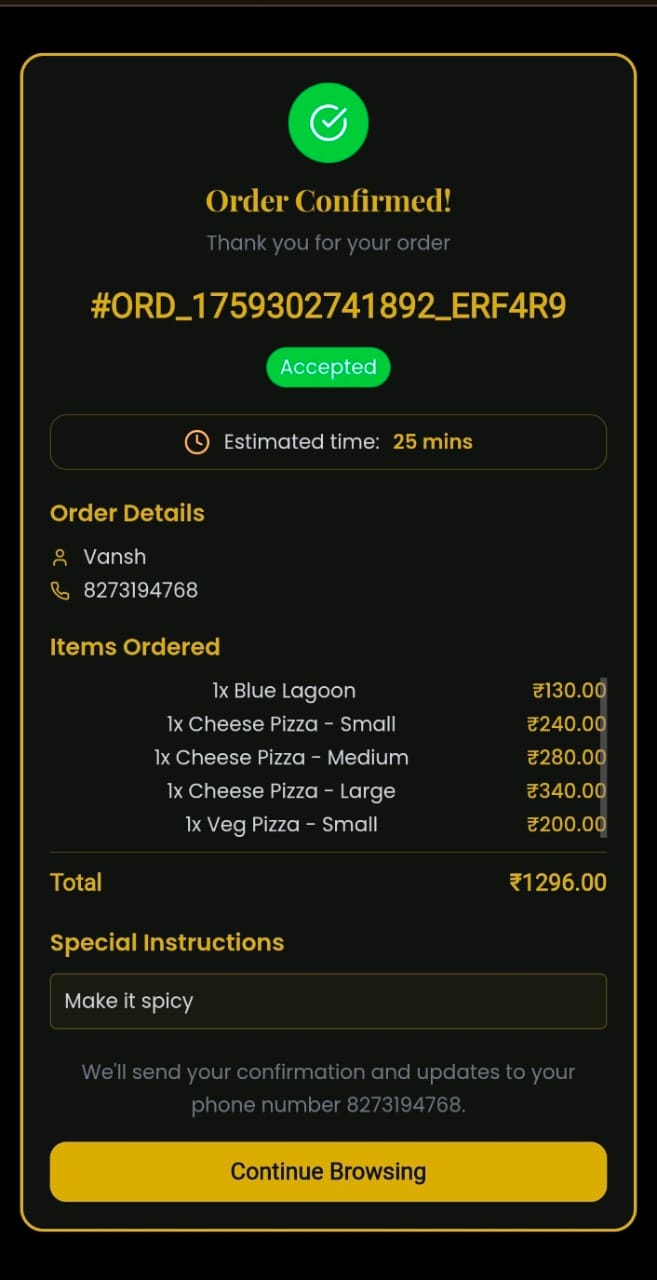 Order Confirmed!
Thank you for your order
#ORD_1759302741892_ERF4R9
Accepted
Estimated time: 25 mins
Order Details
Vansh
8273194768
Items Ordered
1x Blue Lagoon ₹130.00
1x Cheese Pizza - Small ₹240.00
1x Cheese Pizza - Medium ₹280.00
1x Cheese Pizza - Large ₹340.00
1x Veg Pizza - Small ₹200.00
Total ₹1296.00
Special Instructions
Make it spicy
We'll send your confirmation and updates to your
phone number 8273194768.
Continue Browsing